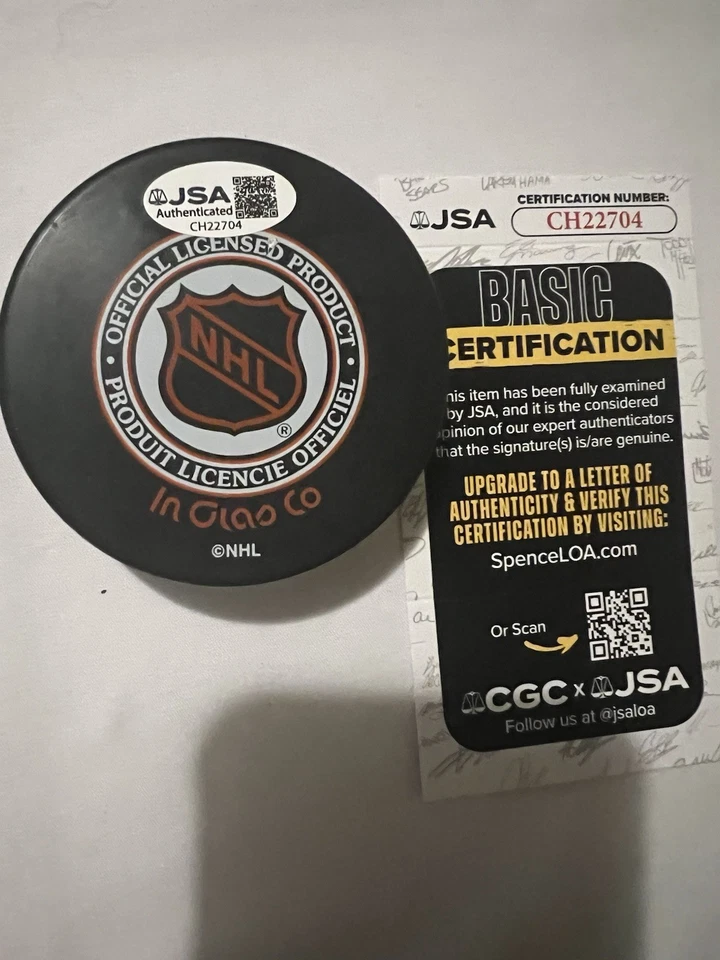 JSA
Authenticated
CH22704
OFFICIAL LICENSED PRODUCT
NHL
®
PRODUIT LICENCIE OFFICIEL
In Glas Co
©NHL
CERTIFICATION NUMBER:
JSA
CH22704
BASIC
CERTIFICATION
his item has been fully examined
by JSA, and it is the considered
pinion of our expert authenticators
that the signature(s) is/are genuine.
UPGRADE TO A LETTER OF
AUTHENTICITY & VERIFY THIS
CERTIFICATION BY VISITING:
SpenceLOA.com
Or Scan
CGC x JSA
Follow us at @jsaloa